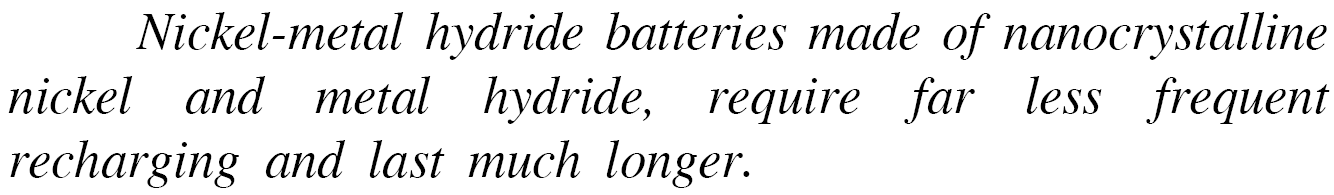 Nickel-metal hydride batteries made of nanocrystalline
nickel and metal hydride, require far less frequent
recharging and last much longer.